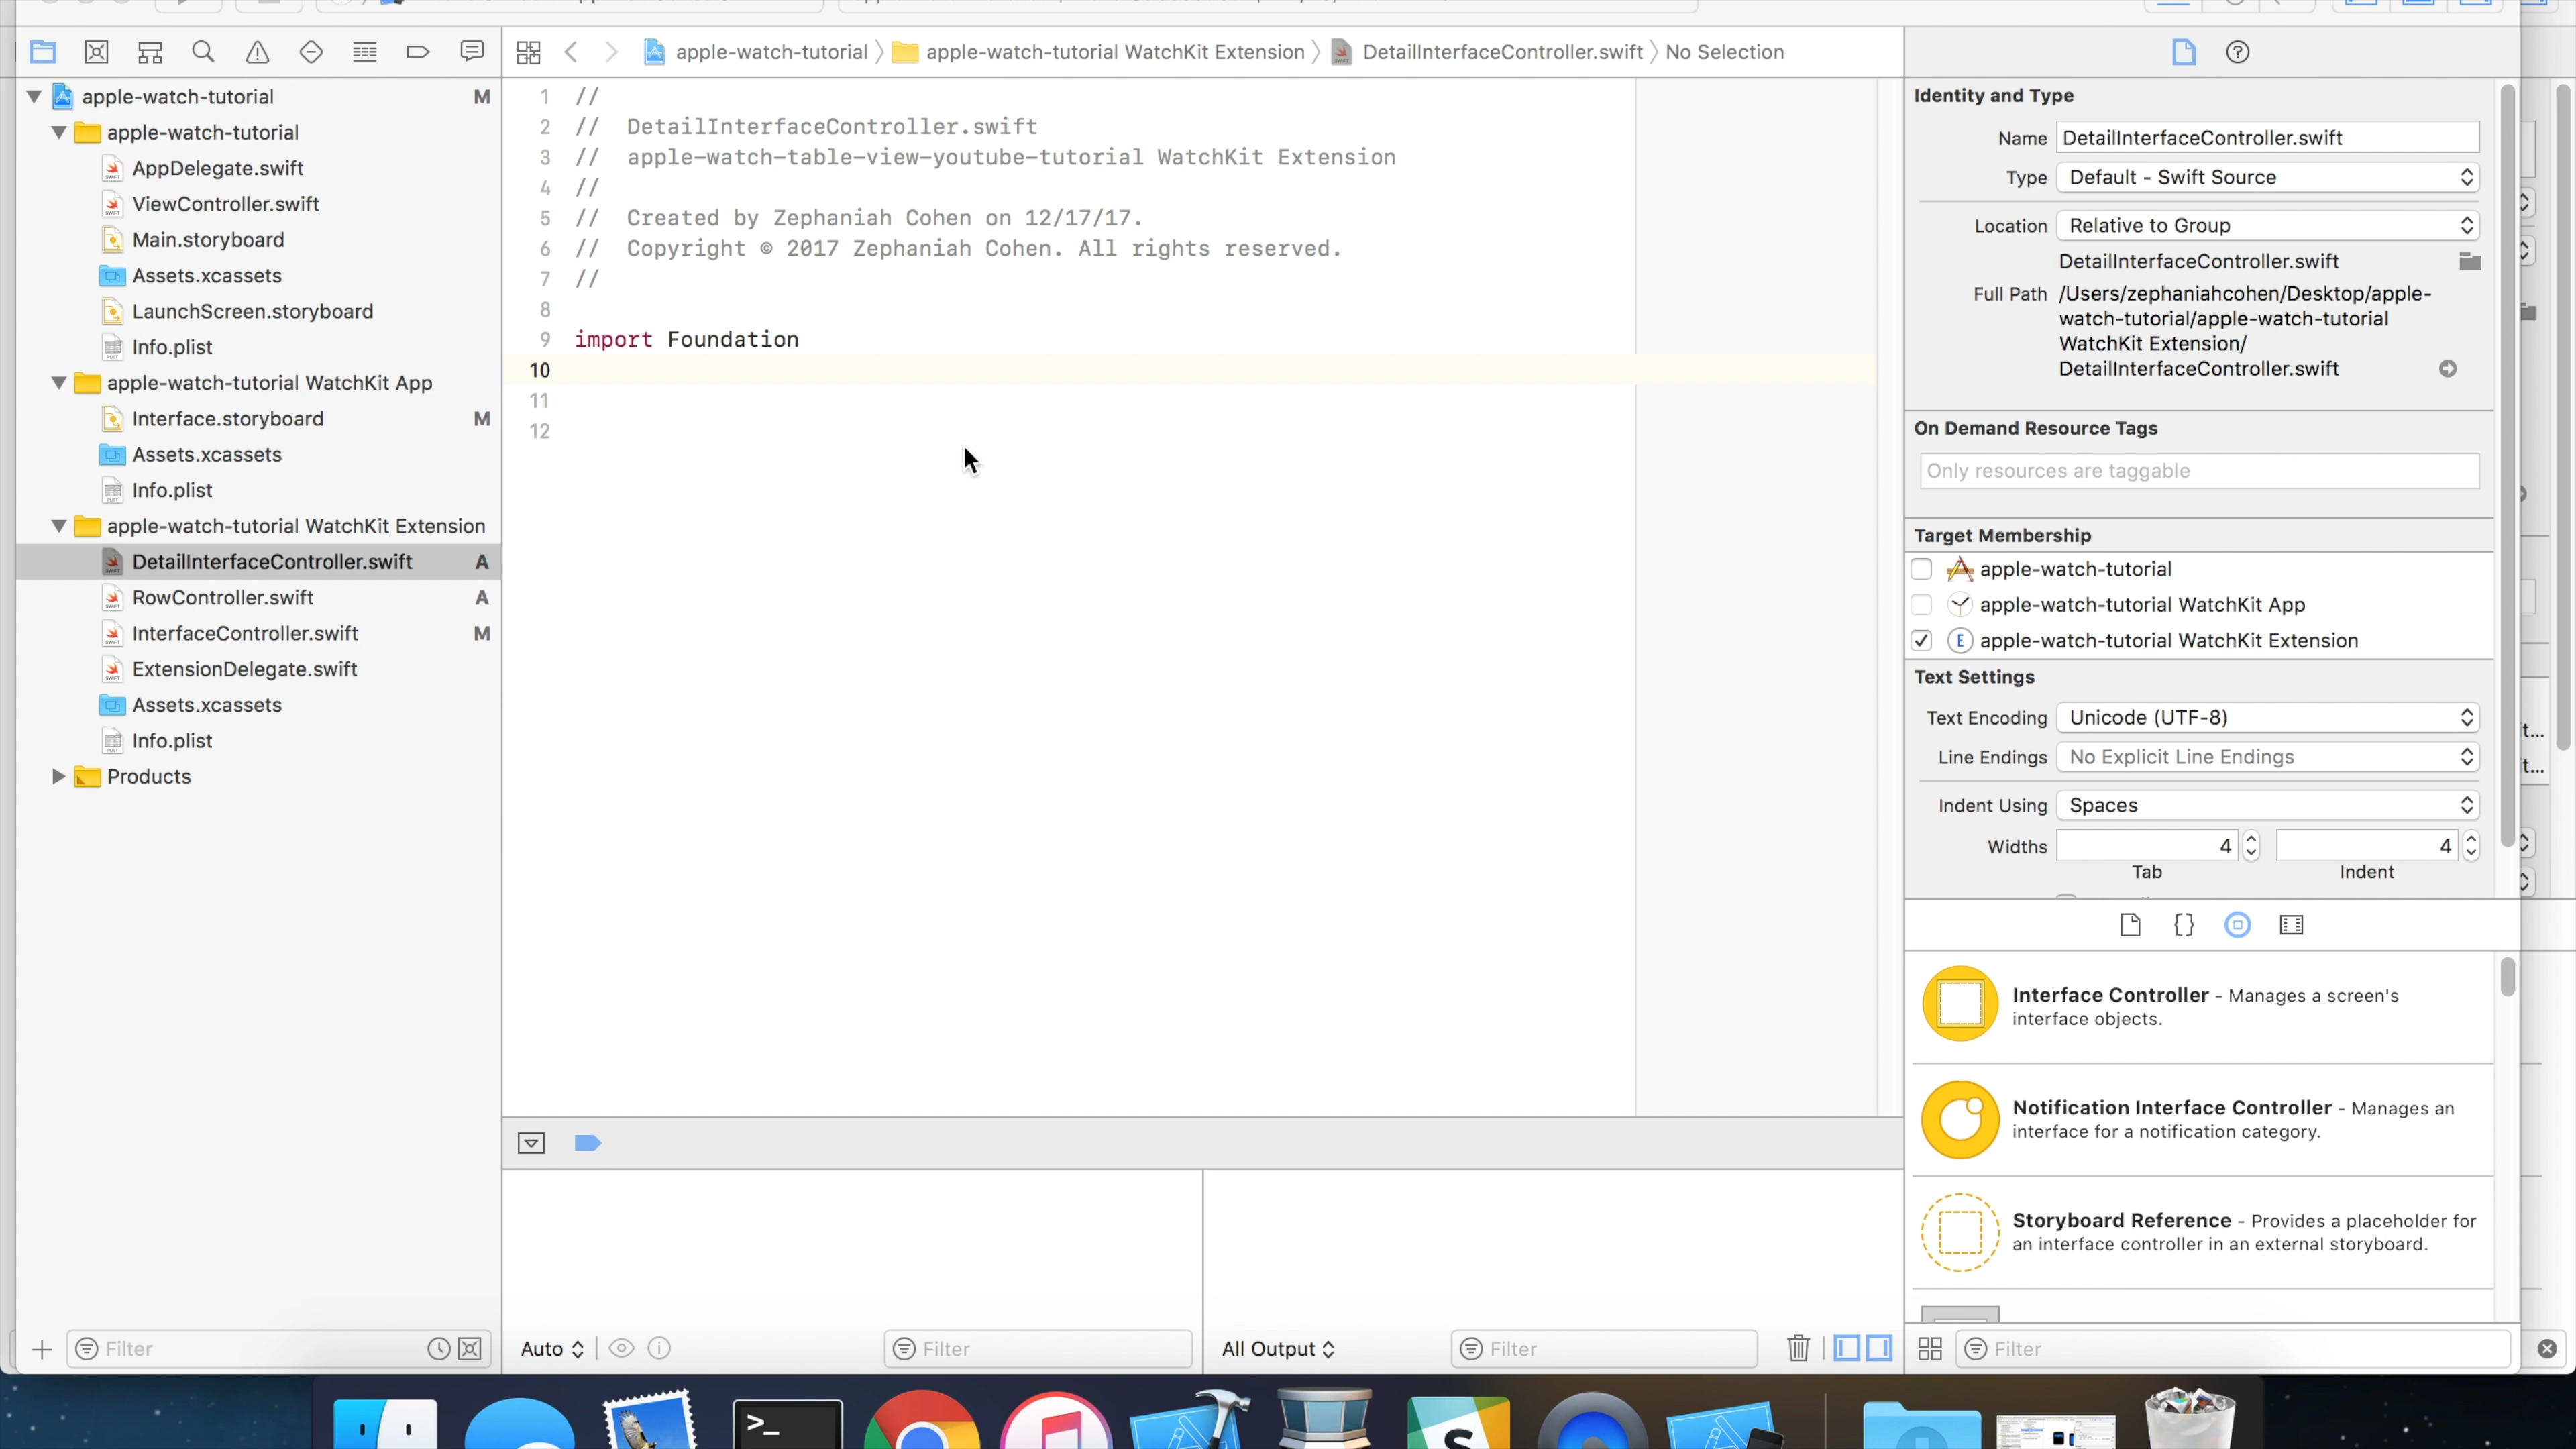 apple-watch-tutorial
apple-watch-tutorial WatchKit Extension
DetailInterfaceController.swift
No Selection
apple-watch-tutorial M
apple-watch-tutorial
AppDelegate.swift
ViewController.swift
Main.storyboard
Assets.xcassets
LaunchScreen.storyboard
Info.plist
apple-watch-tutorial WatchKit App
Interface.storyboard M
Assets.xcassets
Info.plist
apple-watch-tutorial WatchKit Extension
DetailInterfaceController.swift A
RowController.swift A
InterfaceController.swift M
ExtensionDelegate.swift
Assets.xcassets
Info.plist
Products
Filter
1 //
2 // DetailInterfaceController.swift
3 // apple-watch-table-view-youtube-tutorial WatchKit Extension
4 //
5 // Created by Zephaniah Cohen on 12/17/17.
6 // Copyright © 2017 Zephaniah Cohen. All rights reserved.
7 //
8
9 import Foundation
10
11
12
Auto
Filter
All Output
Filter
Identity and Type
Name DetailInterfaceController.swift
Type Default - Swift Source
Location Relative to Group
DetailInterfaceController.swift
Full Path /Users/zephaniahcohen/Desktop/apple-
watch-tutorial/apple-watch-tutorial
WatchKit Extension/
DetailInterfaceController.swift
On Demand Resource Tags
Only resources are taggable
Target Membership
apple-watch-tutorial
apple-watch-tutorial WatchKit App
E apple-watch-tutorial WatchKit Extension
Text Settings
Text Encoding Unicode (UTF-8)
Line Endings No Explicit Line Endings
Indent Using Spaces
Widths 4 4
Tab Indent
t...
t...
Interface Controller - Manages a screen's
interface objects.
Notification Interface Controller - Manages an
interface for a notification category.
Storyboard Reference - Provides a placeholder for
an interface controller in an external storyboard.
Filter